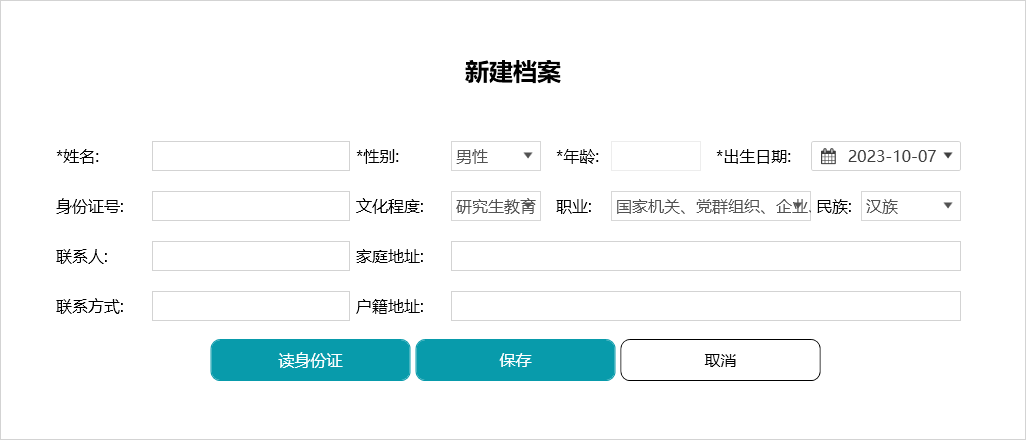 新建档案
*姓名: *性别: 男性 *年龄: *出生日期: 2023-10-07
身份证号: 文化程度: 研究生教育 职业: 国家机关、党群组织、企业、 民族: 汉族
联系人: 家庭地址:
联系方式: 户籍地址:
读身份证 保存 取消